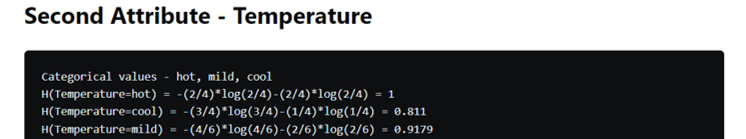 Second Attribute - Temperature
Categorical values - hot, mild, cool
H(Temperature=hot) = -(2/4)*log(2/4)-(2/4)*log(2/4) = 1
H(Temperature=cool) = -(3/4)*log(3/4)-(1/4)*log(1/4) = 0.811
H(Temperature=mild) = -(4/6)*log(4/6)-(2/6)*log(2/6) = 0.9179